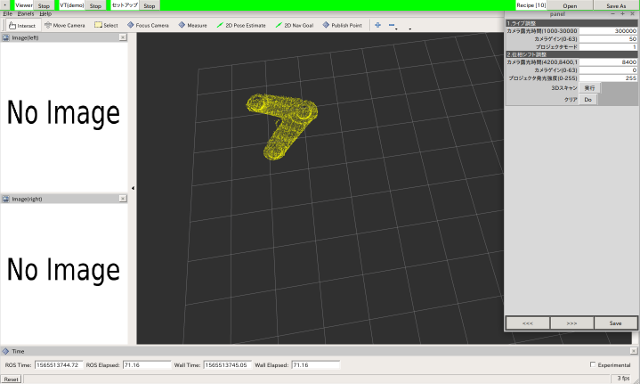 Viewer Stop VT(demo) Stop セットアップ Stop Recipe [10] Open Save As
File Panels Help
Interact Move Camera Select Focus Camera Measure 2D Pose Estimate 2D Nav Goal Publish Point
panel
Image(left)
No Image
Image(right)
No Image
1.ライブ調整
カメラ露光時間(1000-30000 300000
カメラゲイン(0-63) 50
プロジェクタモード 1
2.位相シフト調整
カメラ露光時間(4200,8400,1 8400
カメラゲイン(0-63) 0
プロジェクタ発光強度(0-255) 255
3Dスキャン 実行
クリア Do
<<< >>> Save
Time
ROS Time: 1565513744.72 ROS Elapsed: 71.16 Wall Time: 1565513745.05 Wall Elapsed: 71.16 Experimental
Reset 3 fps